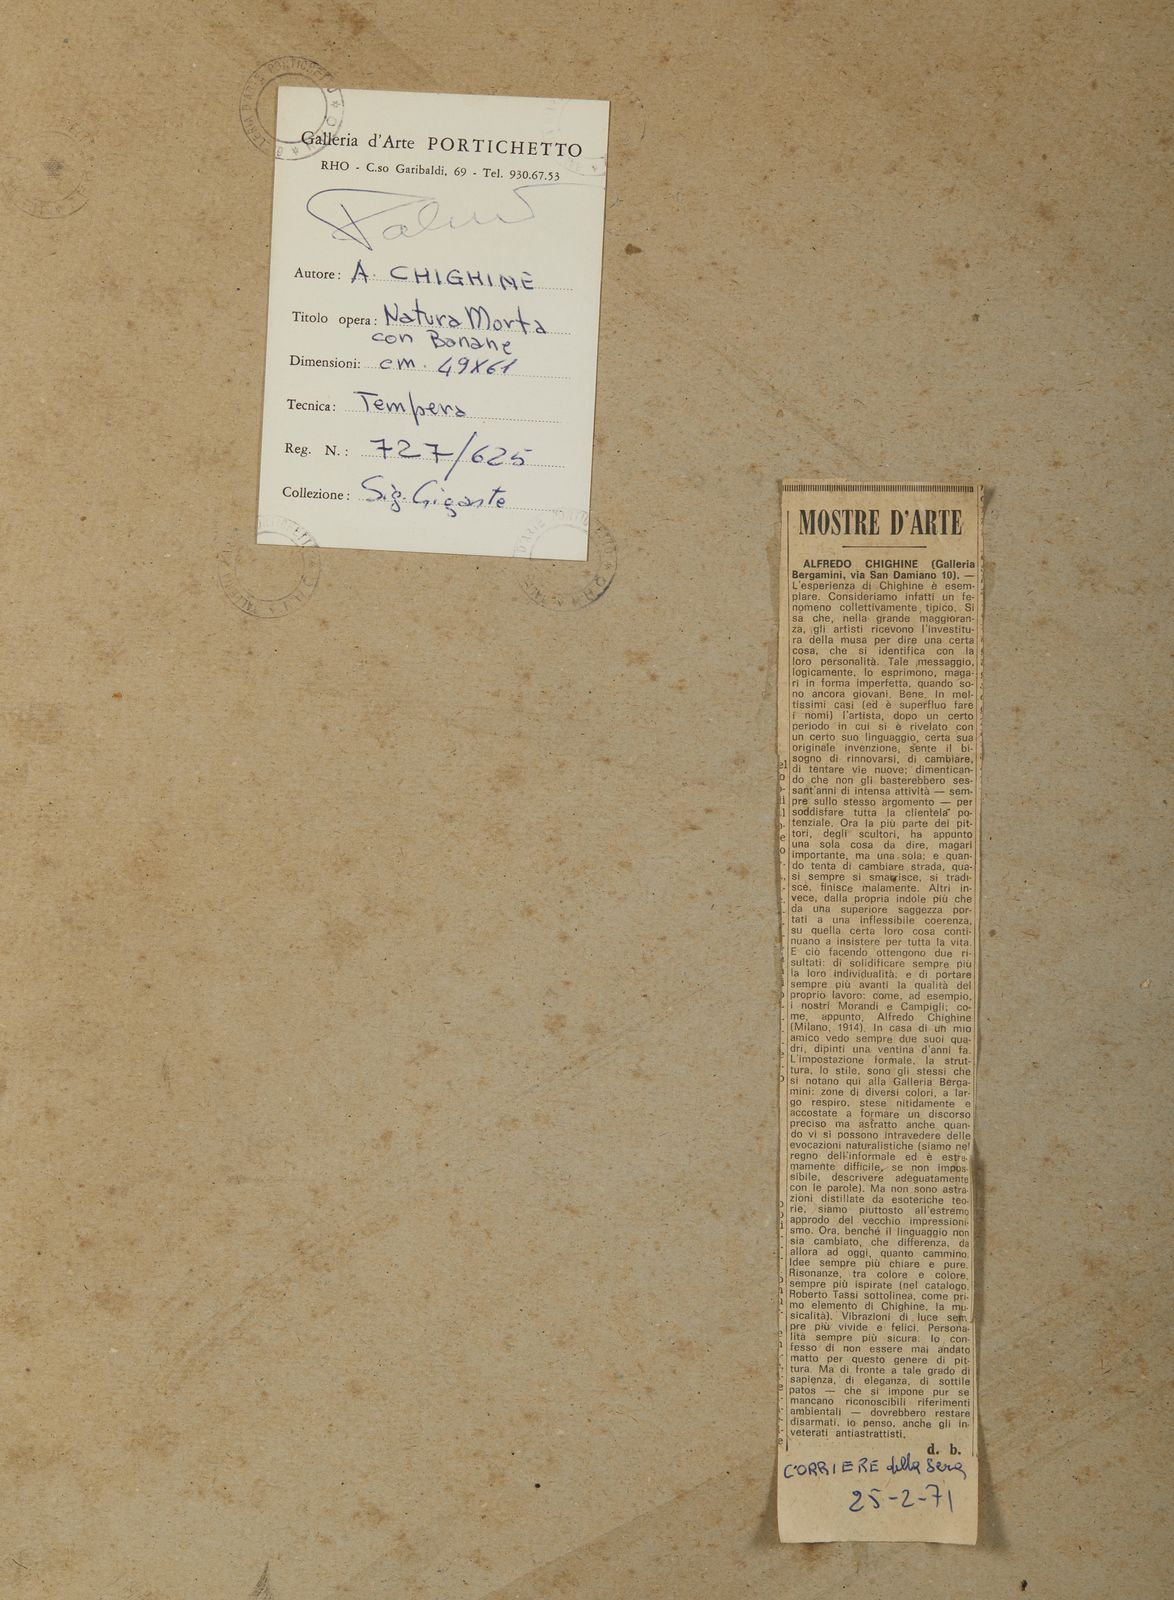 Galleria d'Arte PORTICHETTO
RHO - C.so Garibaldi, 69 - Tel. 930.67.53
Autore: A. CHIGHINE
Titolo opera: Natura Morta
con Banane
Dimensioni: cm. 49X61
Tecnica: Tempera
Reg. N.: 727/625
Collezione: Sig. Gigante
MOSTRE D'ARTE
ALFREDO CHIGHINE (Galleria
Bergamini, via San Damiano 10). —
L'esperienza di Chighine è esem-
plare. Consideriamo infatti un fe-
nomeno collettivamente tipico. Si
sa che, nella grande maggioran-
za, gli artisti ricevono l'investitu-
ra della musa per dire una certa
cosa, che si identifica con la
loro personalità. Tale messaggio,
logicamente, lo esprimono, maga-
ri in forma imperfetta, quando so-
no ancora giovani. Bene. In mol-
tissimi casi (ed è superfluo fare
i nomi) l'artista, dopo un certo
periodo in cui si è rivelato con
un certo suo linguaggio, certa sua
originale invenzione, sente il bi-
sogno di rinnovarsi, di cambiare,
di tentare vie nuove; dimentican-
do che non gli basterebbero ses-
sant'anni di intensa attività — sem-
pre sullo stesso argomento — per
soddisfare tutta la clientela po-
tenziale. Ora la più parte dei pit-
tori, degli scultori, ha appunto
una sola cosa da dire, magari
importante, ma una sola; e quan-
do tenta di cambiare strada, qua-
si sempre si smarrisce, si tradi-
sce, finisce malamente. Altri in-
vece, dalla propria indole più che
da una superiore saggezza por-
tati a una inflessibile coerenza,
su quella certa loro cosa conti-
nuano a insistere per tutta la vita.
E ciò facendo ottengono due ri-
sultati: di solidificare sempre più
la loro individualità; e di portare
sempre più avanti la qualità del
proprio lavoro: come, ad esempio,
i nostri Morandi e Campigli; co-
me, appunto, Alfredo Chighine
(Milano, 1914). In casa di un mio
amico vedo sempre due suoi qua-
dri, dipinti una ventina d'anni fa.
L'impostazione formale, la strut-
tura, lo stile, sono gli stessi che
si notano qui alla Galleria Berga-
mini: zone di diversi colori, a lar-
go respiro, stese nitidamente e
accostate a formare un discorso
preciso ma astratto anche quan-
do vi si possono intravedere delle
evocazioni naturalistiche (siamo nel
regno dell'informale ed è estre-
mamente difficile, se non impos-
sibile, descrivere adeguatamente
con le parole). Ma non sono astra-
zioni distillate da esoteriche teo-
rie, siamo piuttosto all'estremo
approdo del vecchio impressioni-
smo. Ora, benché il linguaggio non
sia cambiato, che differenza, da
allora ad oggi, quanto cammino.
Idee sempre più chiare e pure.
Risonanze, tra colore e colore,
sempre più ispirate (nel catalogo,
Roberto Tassi sottolinea, come pri-
mo elemento di Chighine, la mu-
sicalità). Vibrazioni di luce sem
pre più vivide e felici. Persona-
lità sempre più sicura. Io con-
fesso di non essere mai andato
matto per questo genere di pit-
tura. Ma di fronte a tale grado di
sapienza, di eleganza, di sottile
patos — che si impone pur se
mancano riconoscibili riferimenti
ambientali — dovrebbero restare
disarmati, io penso, anche gli in
veterati antiastrattisti.
d. b.
CORRIERE della Sera
25-2-71